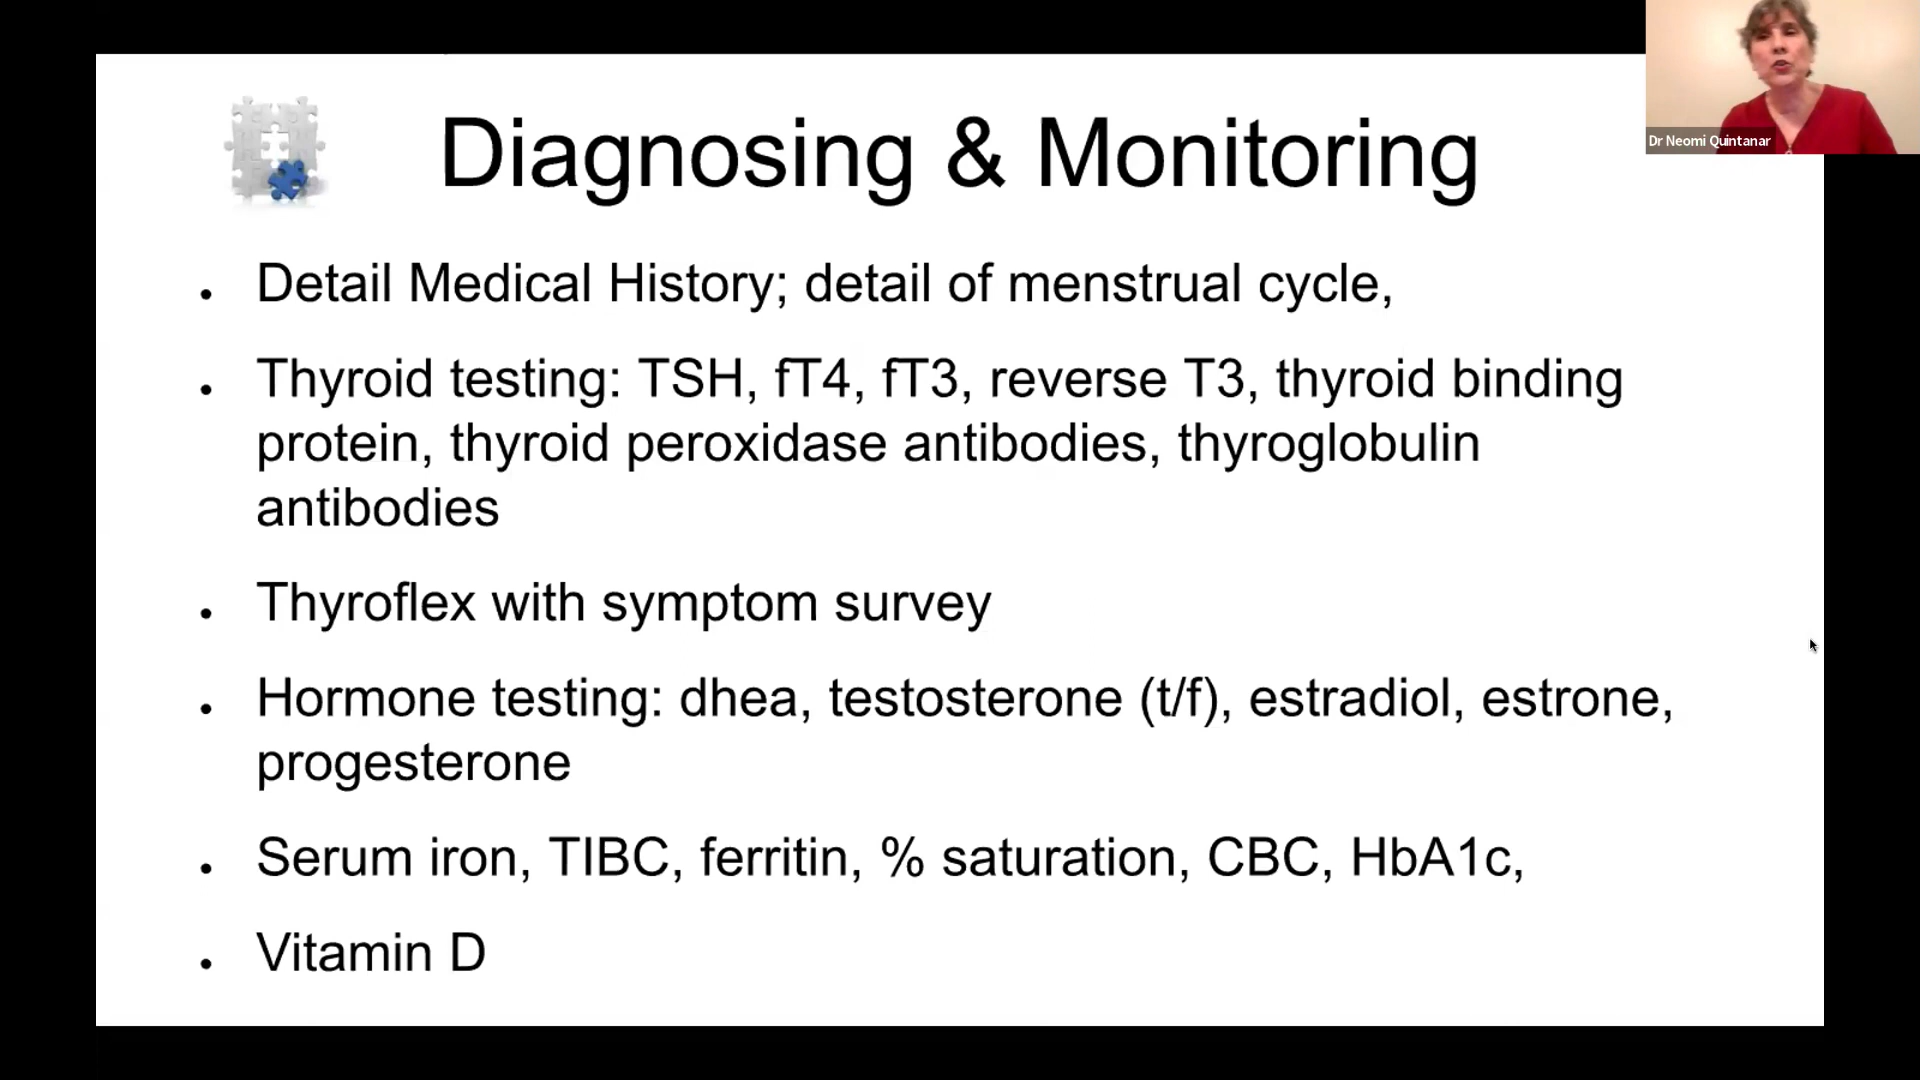 Dr Neomi Quintanar
Diagnosing & Monitoring
• Detail Medical History; detail of menstrual cycle,
• Thyroid testing: TSH, fT4, fT3, reverse T3, thyroid binding
protein, thyroid peroxidase antibodies, thyroglobulin
antibodies
• Thyroflex with symptom survey
• Hormone testing: dhea, testosterone (t/f), estradiol, estrone,
progesterone
• Serum iron, TIBC, ferritin, % saturation, CBC, HbA1c,
• Vitamin D